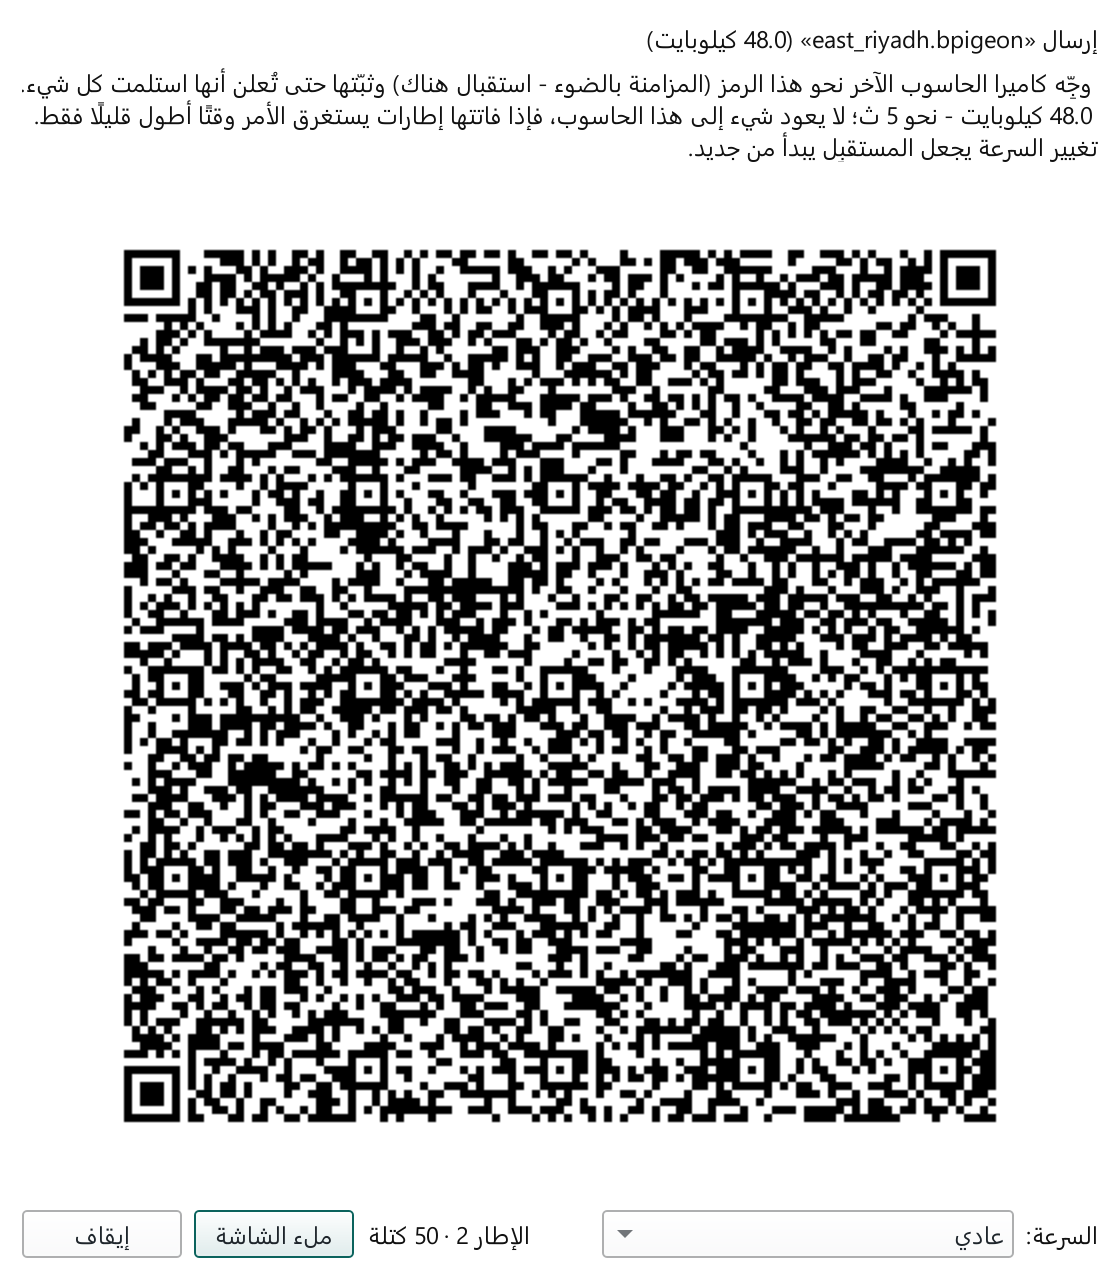 إرسال «east_riyadh.bpigeon» (48.0 كيلوبايت)
وجّه كاميرا الحاسوب الآخر نحو هذا الرمز (المزامنة بالضوء - استقبال هناك) وثبّتها حتى تُعلن أنها استلمت كل شيء.
48.0 كيلوبايت - نحو 5 ث؛ لا يعود شيء إلى هذا الحاسوب، فإذا فاتتها إطارات يستغرق الأمر وقتًا أطول قليلًا فقط.
تغيير السرعة يجعل المستقبِل يبدأ من جديد.
السرعة: عادي الإطار 2 · 50 كتلة ملء الشاشة إيقاف